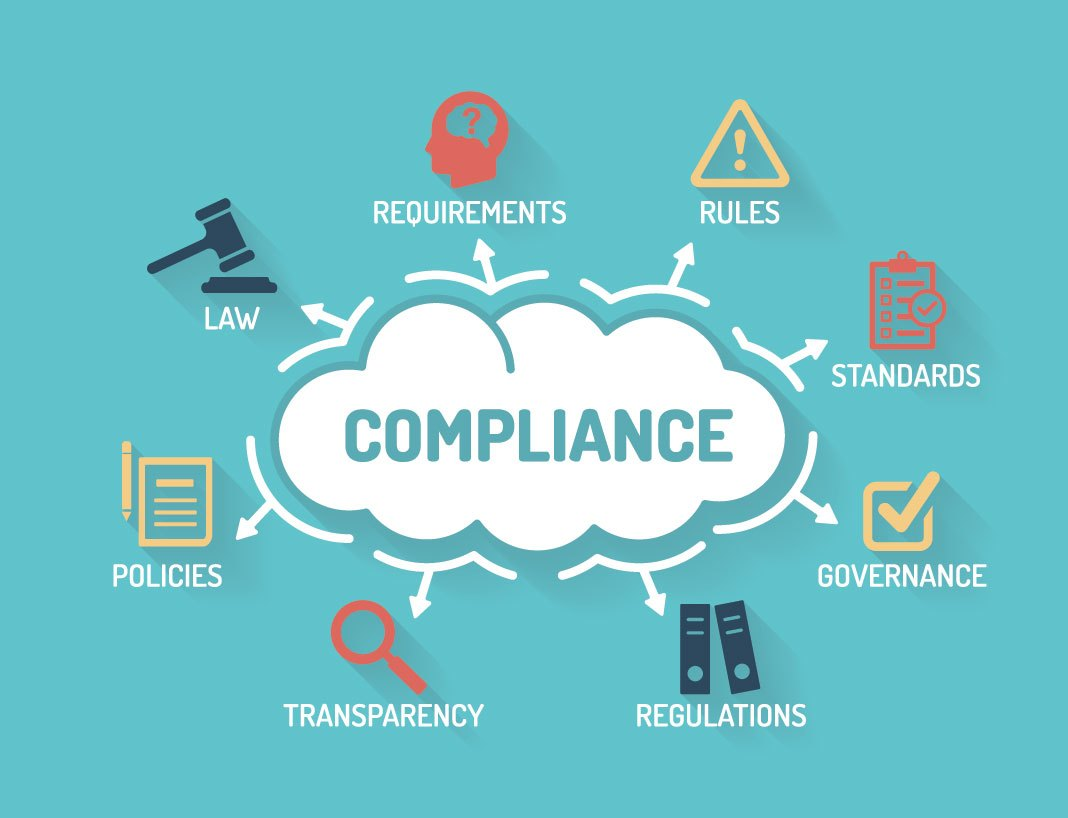 REQUIREMENTS
RULES
LAW
STANDARDS
COMPLIANCE
POLICIES
GOVERNANCE
TRANSPARENCY
REGULATIONS